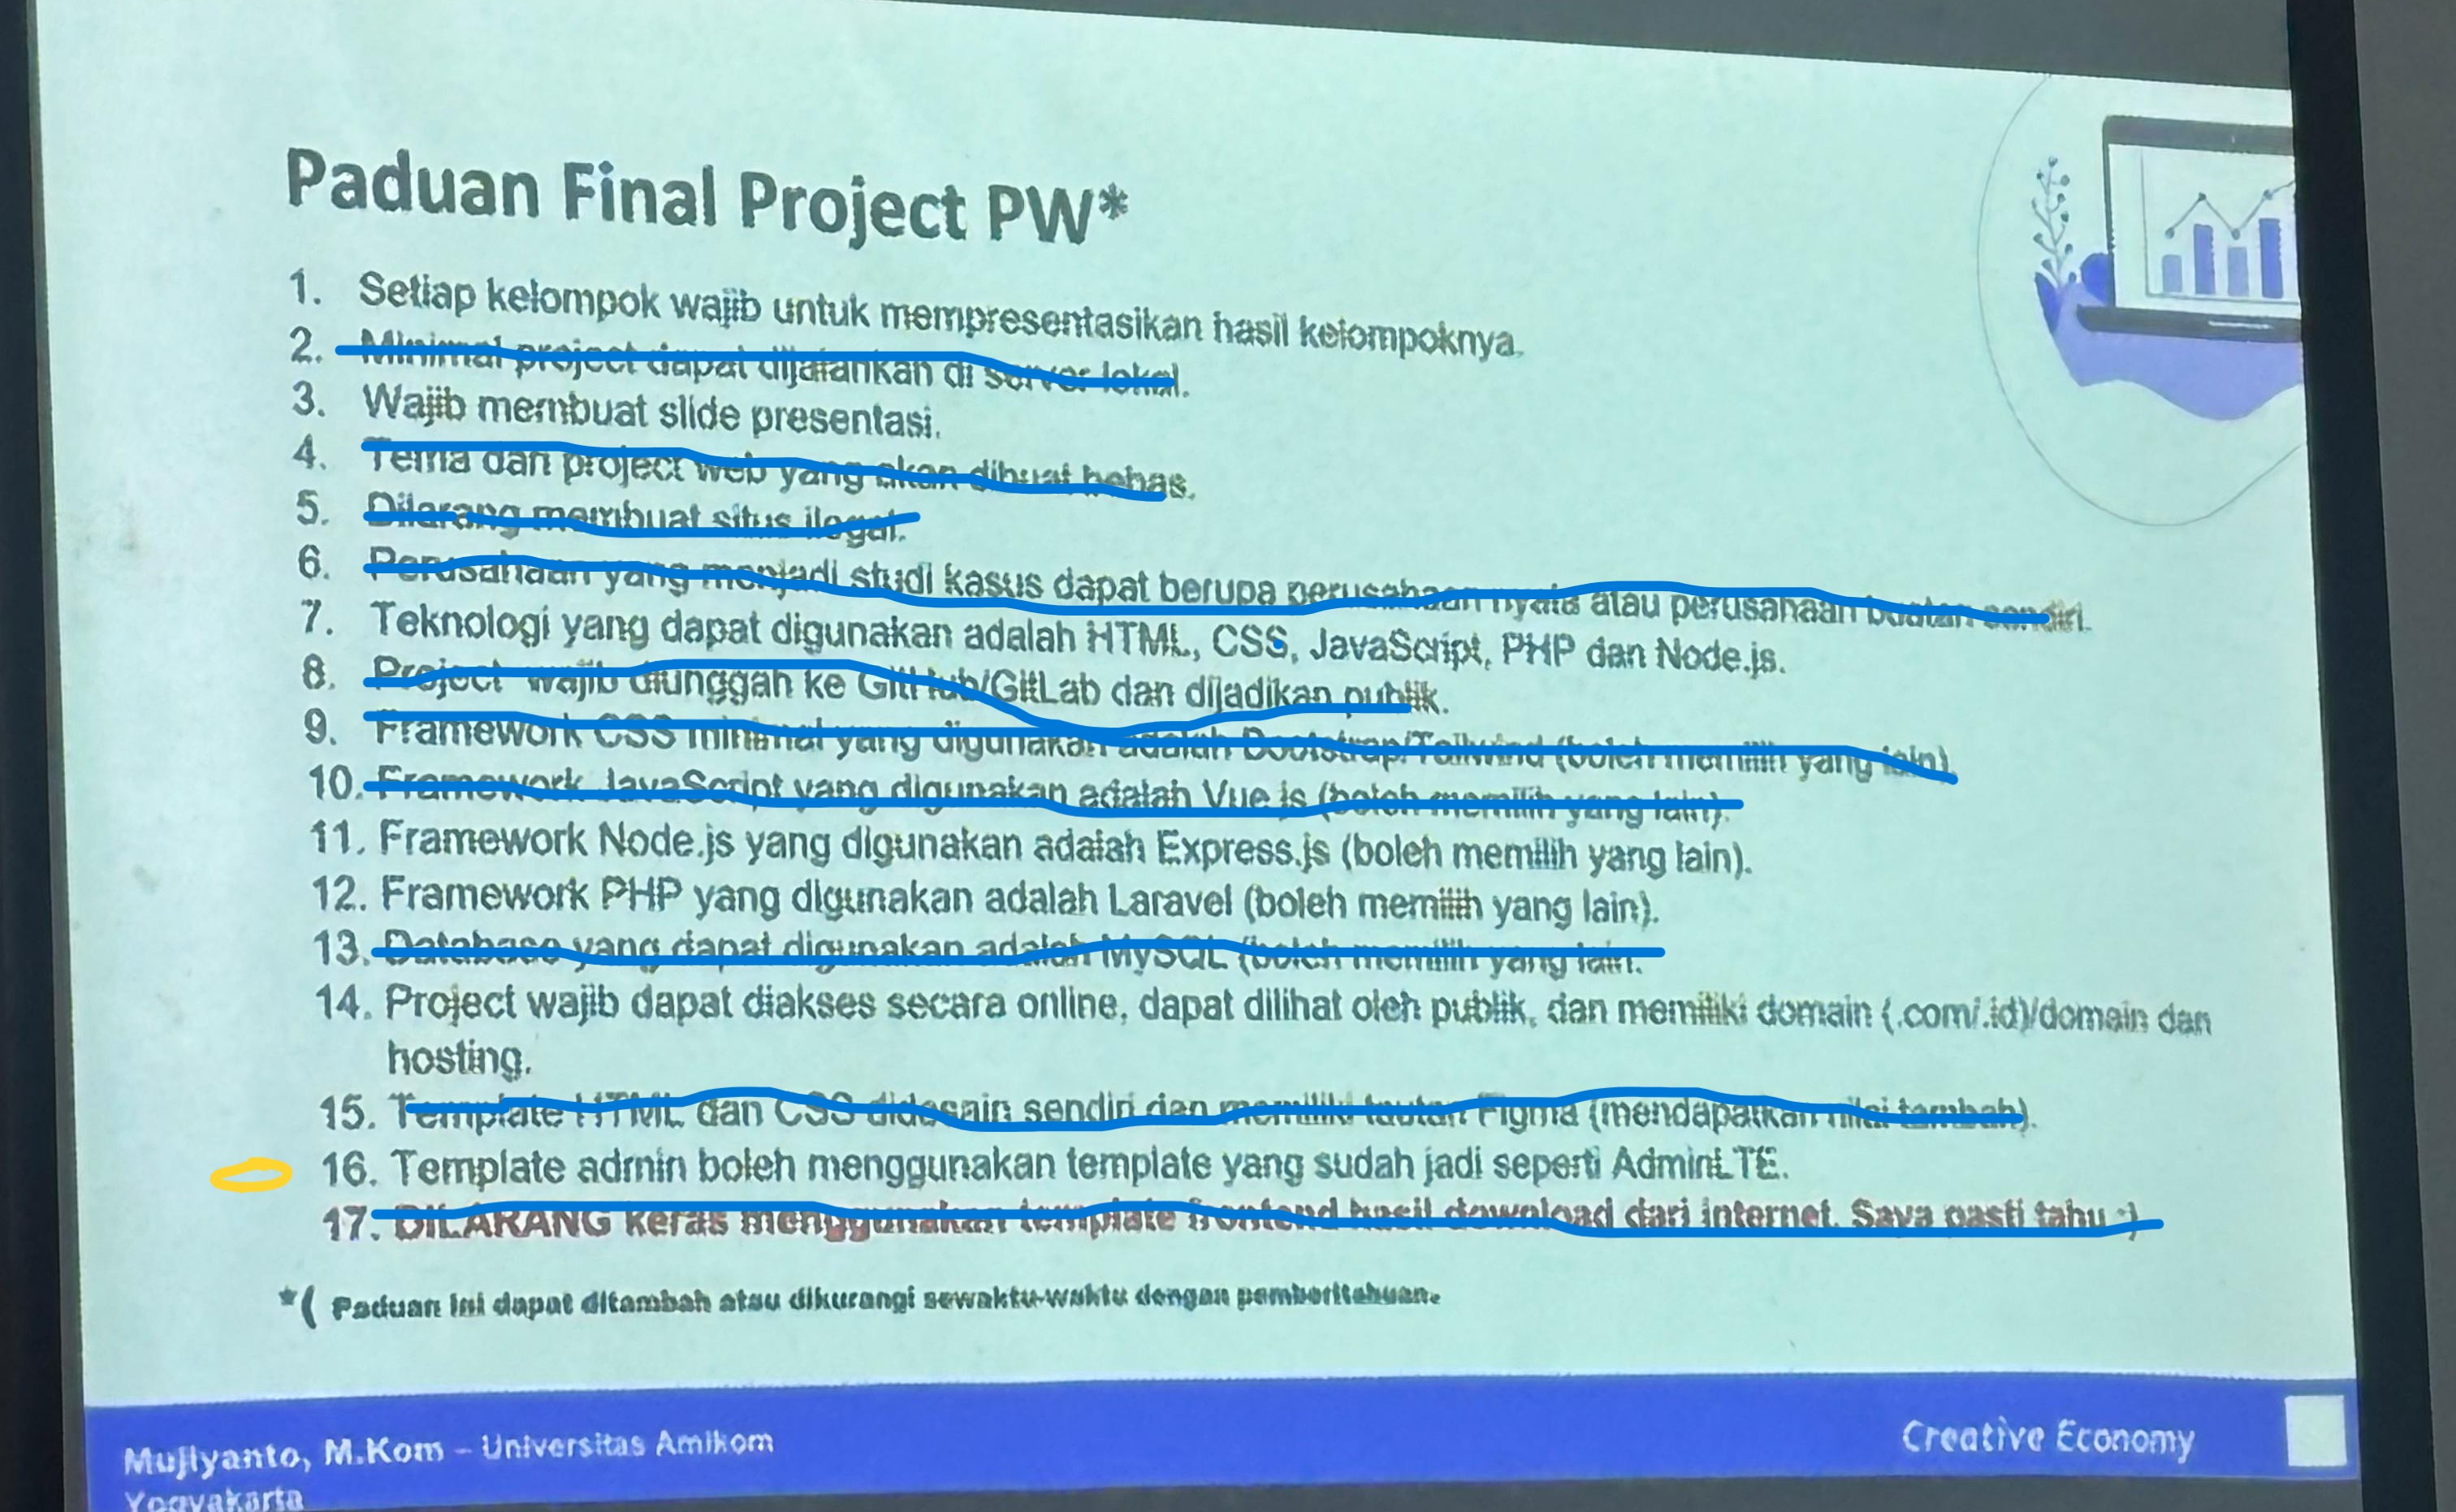 Paduan Final Project PW*
1. Setiap kelompok wajib untuk mempresentasikan hasil kelompoknya.
2. Minimal project dapat dijalankan di server lokal.
3. Wajib membuat slide presentasi.
4. Tema dan project web yang akan dibuat bebas.
5. Dilarang membuat situs ilegal.
6. Perusahaan yang menjadi studi kasus dapat berupa perusahaan nyata atau perusahaan buatan sendiri.
7. Teknologi yang dapat digunakan adalah HTML, CSS, JavaScript, PHP dan Node.js.
8. Project wajib diunggah ke GitHub/GitLab dan dijadikan publik.
9. Framework CSS minimal yang digunakan adalah Bootstrap/Tailwind (boleh memilih yang lain).
10. Framework JavaScript yang digunakan adalah Vue.js (boleh memilih yang lain).
11. Framework Node.js yang digunakan adalah Express.js (boleh memilih yang lain).
12. Framework PHP yang digunakan adalah Laravel (boleh memilih yang lain).
13. Database yang dapat digunakan adalah MySQL (boleh memilih yang lain.
14. Project wajib dapat diakses secara online, dapat dilihat oleh publik, dan memiliki domain (.com/.id)/domain dan
hosting.
15. Template HTML dan CSS didesain sendiri dan memiliki tautan Figma (mendapatkan nilai tambah).
16. Template admin boleh menggunakan template yang sudah jadi seperti AdminLTE.
17. DILARANG keras menggunakan template frontend hasil download dari internet. Saya pasti tahu :)
*( Paduan ini dapat ditambah atau dikurangi sewaktu-waktu dengan pemberitahuan.
Mujiyanto, M.Kom – Universitas Amikom
Yogyakarta
Creative Economy